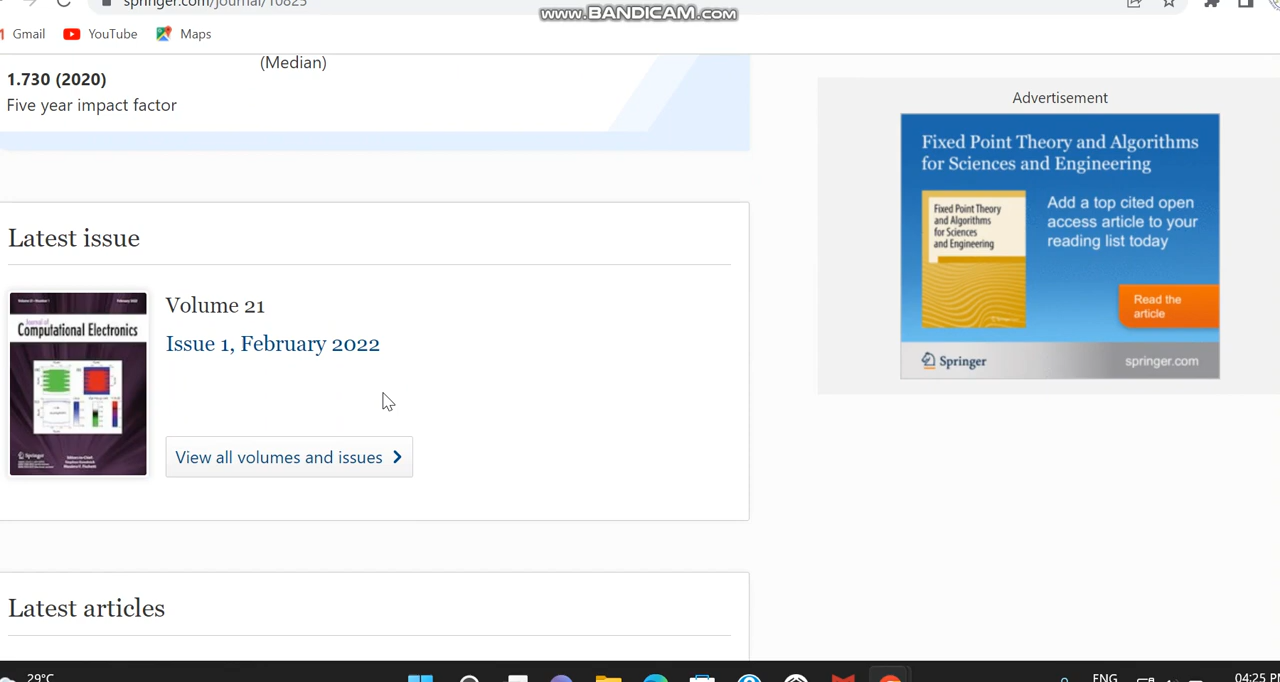 springer.com/journal/10825
www.BANDICAM.com
Gmail
YouTube
Maps
(Median)
1.730 (2020)
Five year impact factor
Latest issue
Journal of
Computational Electronics
Springer
Volume 21
Issue 1, February 2022
View all volumes and issues
Latest articles
Advertisement
Fixed Point Theory and Algorithms
for Sciences and Engineering
Fixed Point Theory
and Algorithms
for Sciences
and Engineering
Add a top cited open
access article to your
reading list today
Read the
article
Springer
springer.com
29°C
ENG
04:25 P